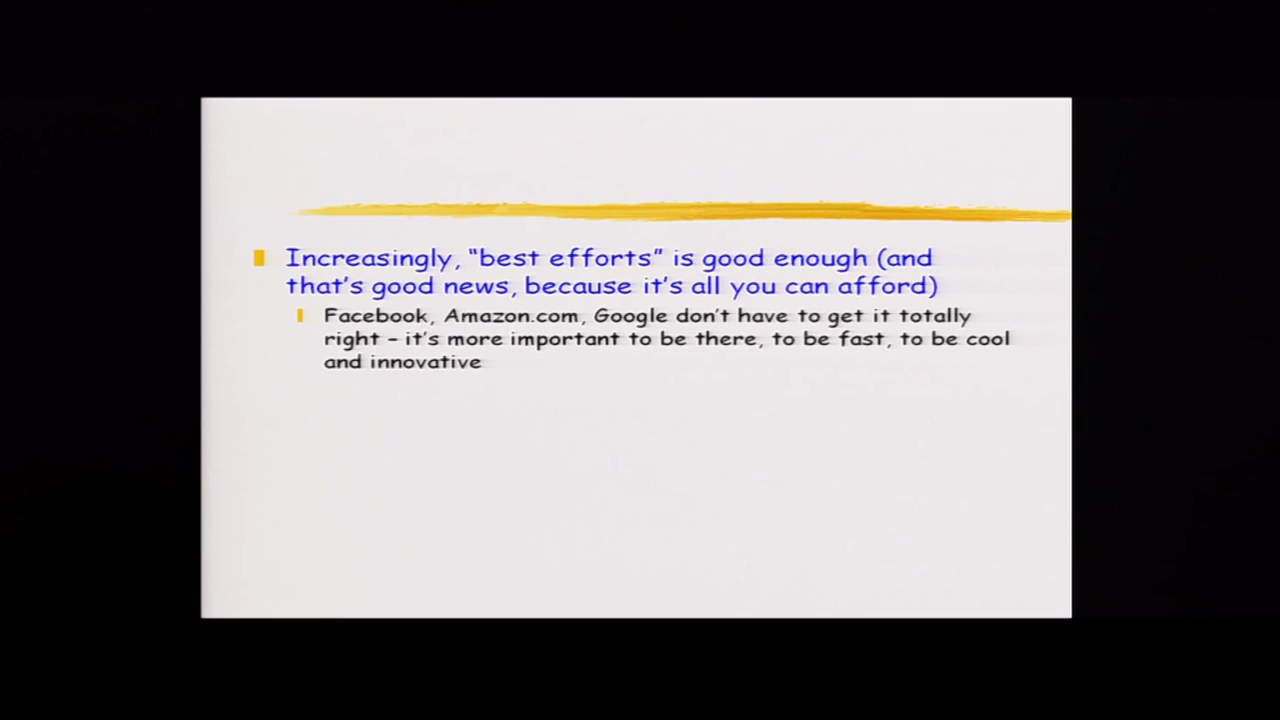 Increasingly, “best efforts” is good enough (and
that’s good news, because it’s all you can afford)
Facebook, Amazon.com, Google don’t have to get it totally
right – it’s more important to be there, to be fast, to be cool
and innovative